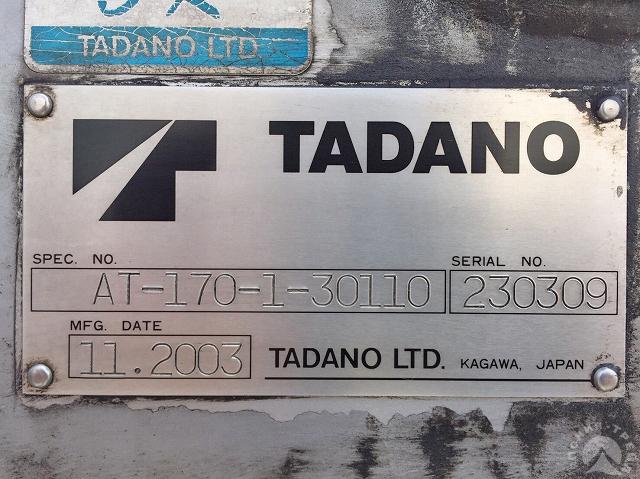 TADANO LTD
TADANO
SPEC. NO.
AT-170-1-30110
SERIAL NO.
230309
MFG. DATE
11.2003
TADANO LTD. KAGAWA, JAPAN